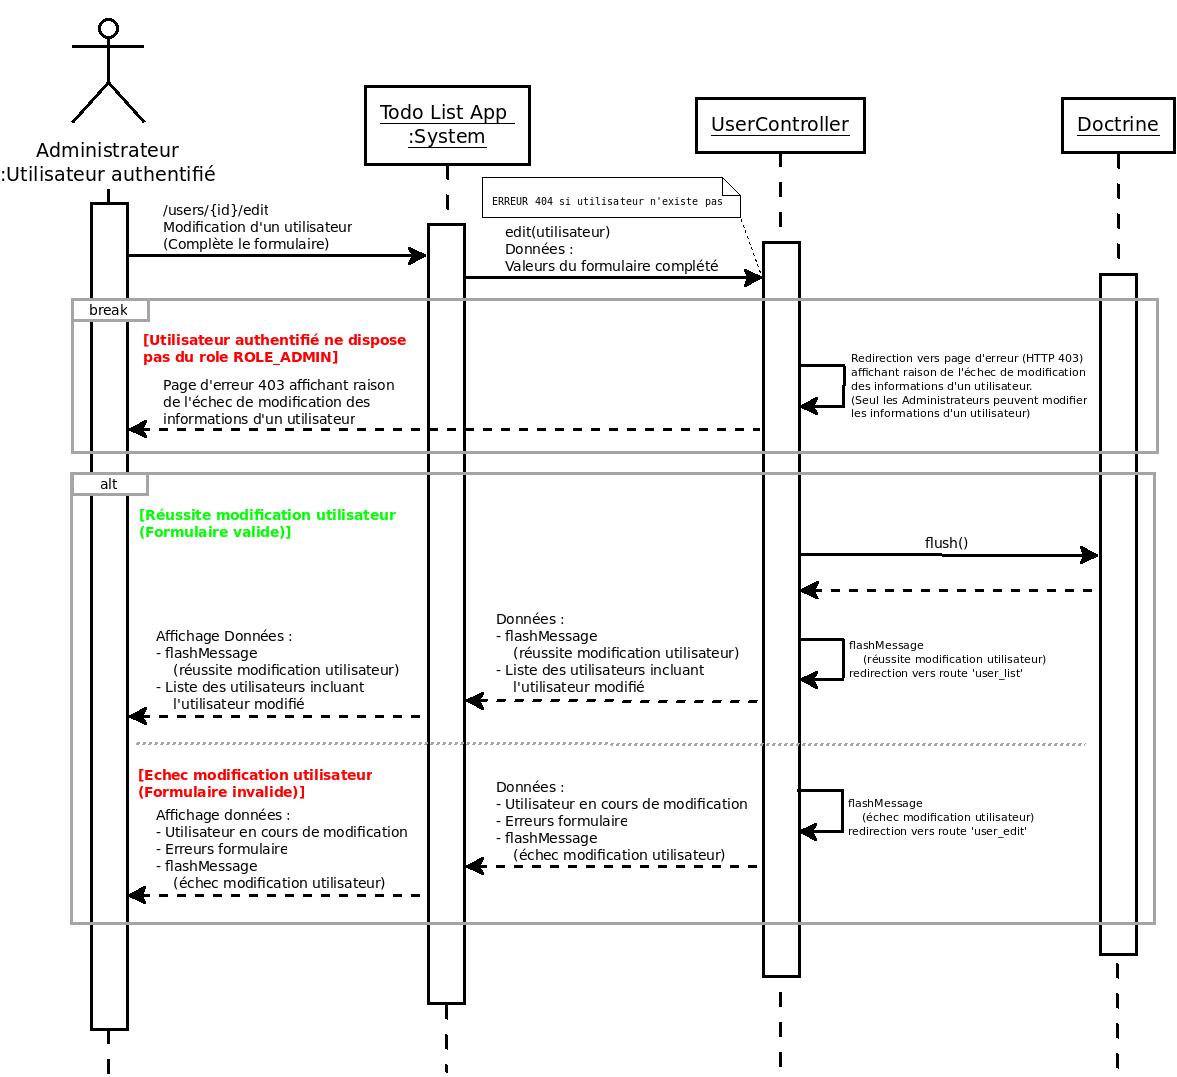 Administrateur
:Utilisateur authentifié
Todo List App
:System
UserController
Doctrine
/users/{id}/edit
Modification d'un utilisateur
(Complète le formulaire)
ERREUR 404 si utilisateur n'existe pas
edit(utilisateur)
Données :
Valeurs du formulaire complété
break
[Utilisateur authentifié ne dispose
pas du role ROLE_ADMIN]
Page d'erreur 403 affichant raison
de l'échec de modification des
informations d'un utilisateur
Redirection vers page d'erreur (HTTP 403)
affichant raison de l'échec de modification
des informations d'un utilisateur.
(Seul les Administrateurs peuvent modifier
les informations d'un utilisateur)
alt
[Réussite modification utilisateur
(Formulaire valide)]
flush()
flashMessage
(réussite modification utilisateur)
redirection vers route 'user_list'
Données :
- flashMessage
(réussite modification utilisateur)
- Liste des utilisateurs incluant
l'utilisateur modifié
Affichage Données :
- flashMessage
(réussite modification utilisateur)
- Liste des utilisateurs incluant
l'utilisateur modifié
[Echec modification utilisateur
(Formulaire invalide)]
flashMessage
(échec modification utilisateur)
redirection vers route 'user_edit'
Données :
- Utilisateur en cours de modification
- Erreurs formulaire
- flashMessage
(échec modification utilisateur)
Affichage données :
- Utilisateur en cours de modification
- Erreurs formulaire
- flashMessage
(échec modification utilisateur)